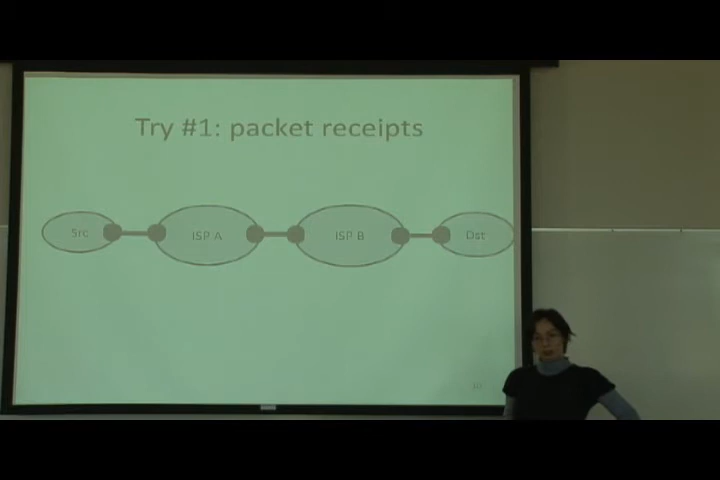 Try #1: packet receipts
Src
ISP A
ISP B
Dst